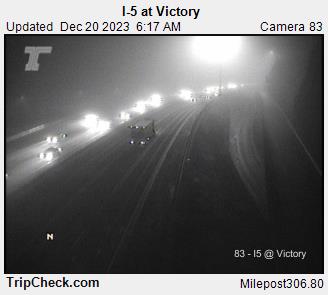 I-5 at Victory
Updated Dec 20 2023 6:17 AM Camera 83
N
83 - I5 @ Victory
TripCheck.com Milepost306.80